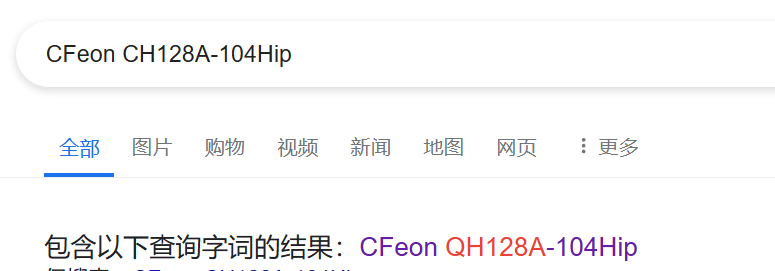 CFeon CH128A-104Hip
全部 图片 购物 视频 新闻 地图 网页 更多
包含以下查询字词的结果：CFeon QH128A-104Hip